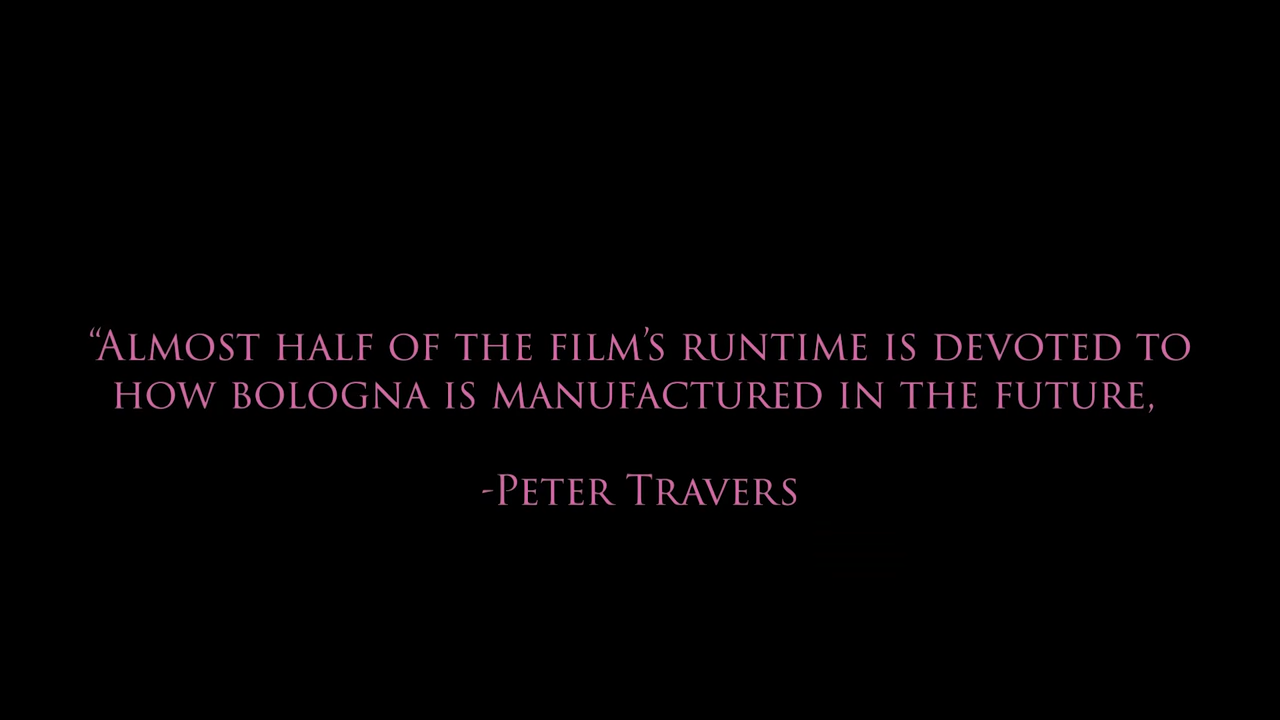 “Almost half of the film’s runtime is devoted to
how bologna is manufactured in the future,
-Peter Travers